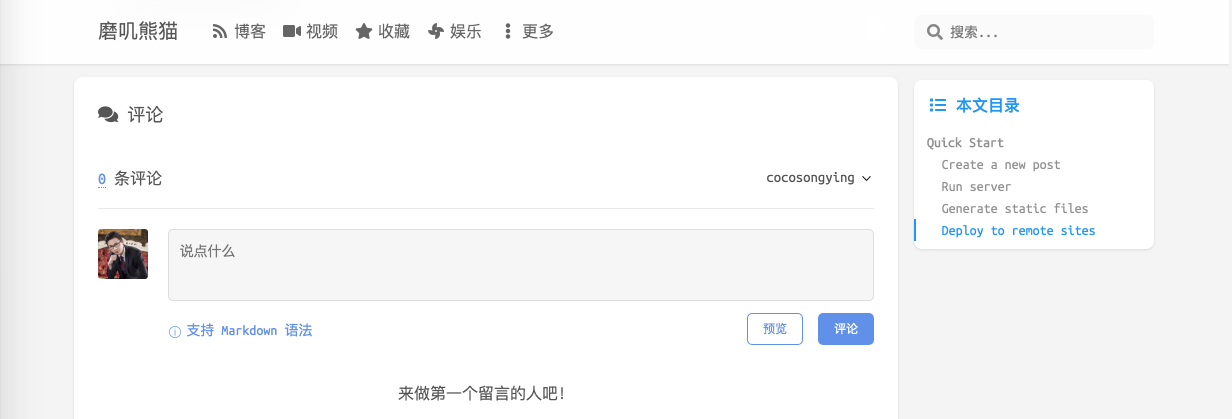 磨叽熊猫 博客 视频 收藏 娱乐 更多 搜索...
评论
0 条评论 cocosongying
说点什么
支持 Markdown 语法 预览 评论
来做第一个留言的人吧!
本文目录
Quick Start
Create a new post
Run server
Generate static files
Deploy to remote sites